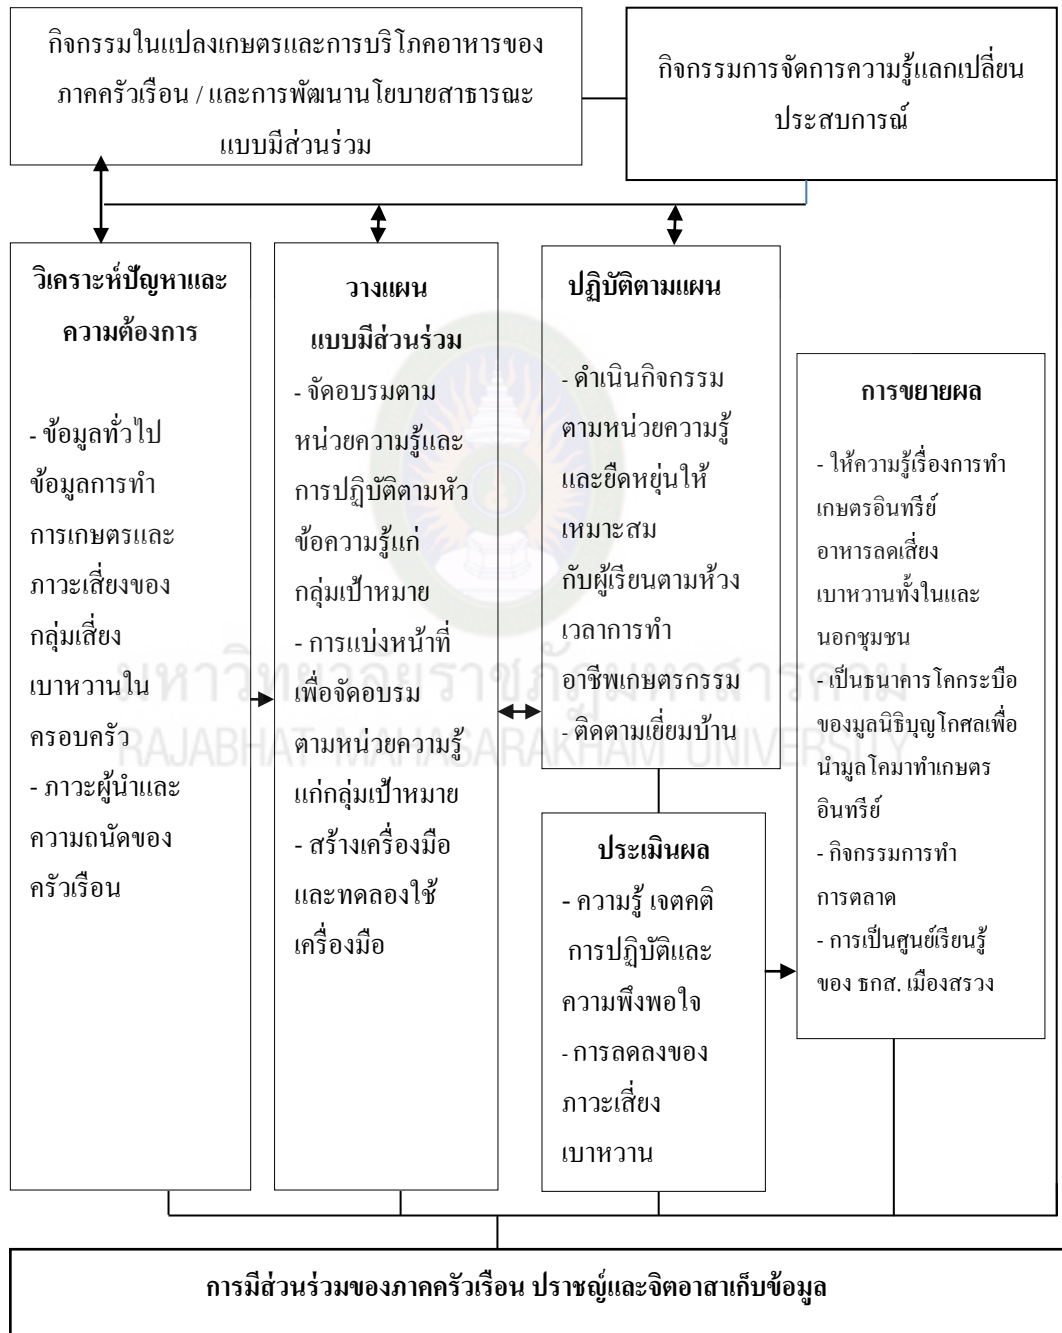 กิจกรรมในแปลงเกษตรและการบริโภคอาหารของ
ภาคครัวเรือน / และการพัฒนานโยบายสาธารณะ
แบบมีส่วนร่วม
กิจกรรมการจัดการความรู้แลกเปลี่ยน
ประสบการณ์
วิเคราะห์ปัญหาและ
ความต้องการ
- ข้อมูลทั่วไป
ข้อมูลการทำ
การเกษตรและ
ภาวะเสี่ยงของ
กลุ่มเสี่ยง
เบาหวานใน
ครอบครัว
- ภาวะผู้นำและ
ความถนัดของ
ครัวเรือน
วางแผน
แบบมีส่วนร่วม
- จัดอบรมตาม
หน่วยความรู้และ
การปฏิบัติตามหัว
ข้อความรู้แก่
กลุ่มเป้าหมาย
- การแบ่งหน้าที่
เพื่อจัดอบรม
ตามหน่วยความรู้
แก่กลุ่มเป้าหมาย
- สร้างเครื่องมือ
และทดลองใช้
เครื่องมือ
ปฏิบัติตามแผน
- ดำเนินกิจกรรม
ตามหน่วยความรู้
และยืดหยุ่นให้
เหมาะสม
กับผู้เรียนตามห้วง
เวลาการทำ
อาชีพเกษตรกรรม
- ติดตามเยี่ยมบ้าน
ประเมินผล
- ความรู้ เจตคติ
การปฏิบัติและ
ความพึงพอใจ
- การลดลงของ
ภาวะเสี่ยง
เบาหวาน
การขยายผล
- ให้ความรู้เรื่องการทำ
เกษตรอินทรีย์
อาหารลดเสี่ยง
เบาหวานทั้งในและ
นอกชุมชน
- เป็นธนาคารโคกระบือ
ของมูลนิธิบุญโกศลเพื่อ
นำมูลโคมาทำเกษตร
อินทรีย์
- กิจกรรมการทำ
การตลาด
- การเป็นศูนย์เรียนรู้
ของ ธกส. เมืองสรวง
มหาวิทยาลัยราชภัฏมหาสารคาม
RAJABHAT MAHASARAKHAM UNIVERSITY
การมีส่วนร่วมของภาคครัวเรือน ปราชญ์และจิตอาสาเก็บข้อมูล